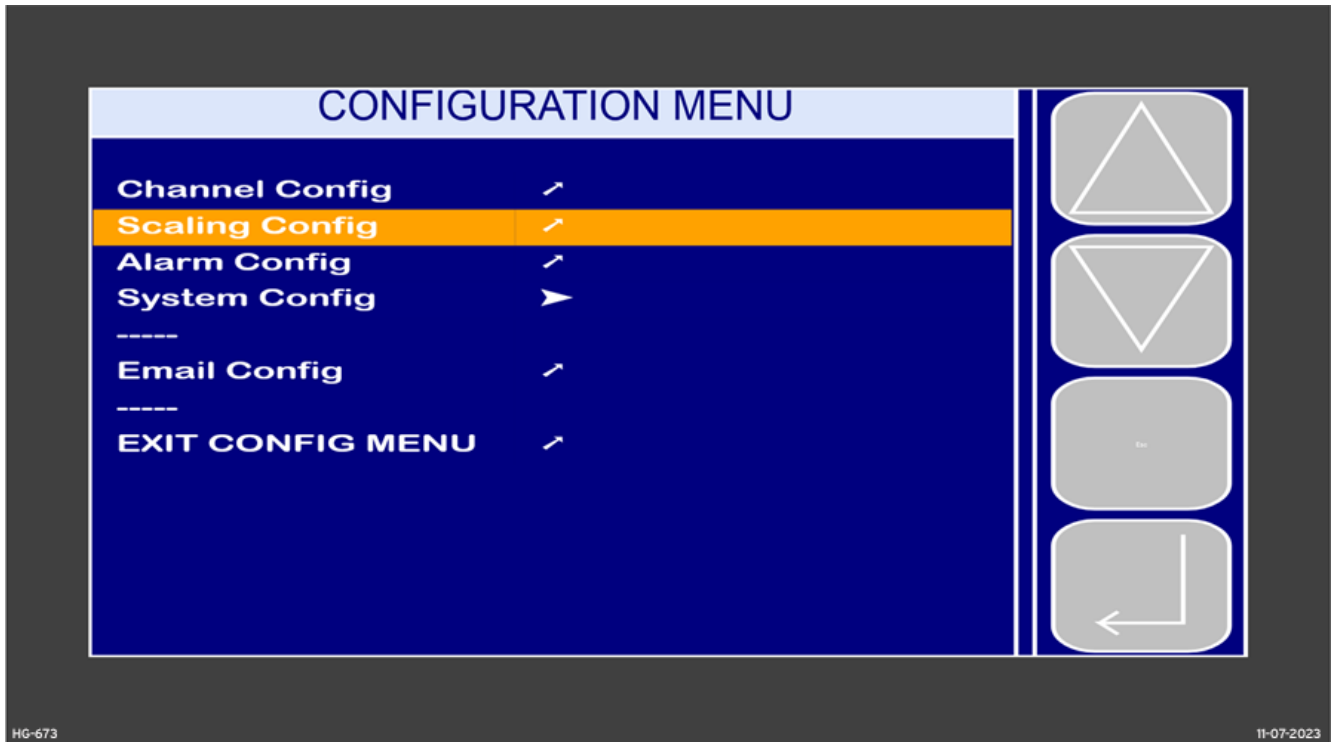 CONFIGURATION MENU
Channel Config
Scaling Config
Alarm Config
System Config
-----
Email Config
-----
EXIT CONFIG MENU
Esc
HG-673
11-07-2023